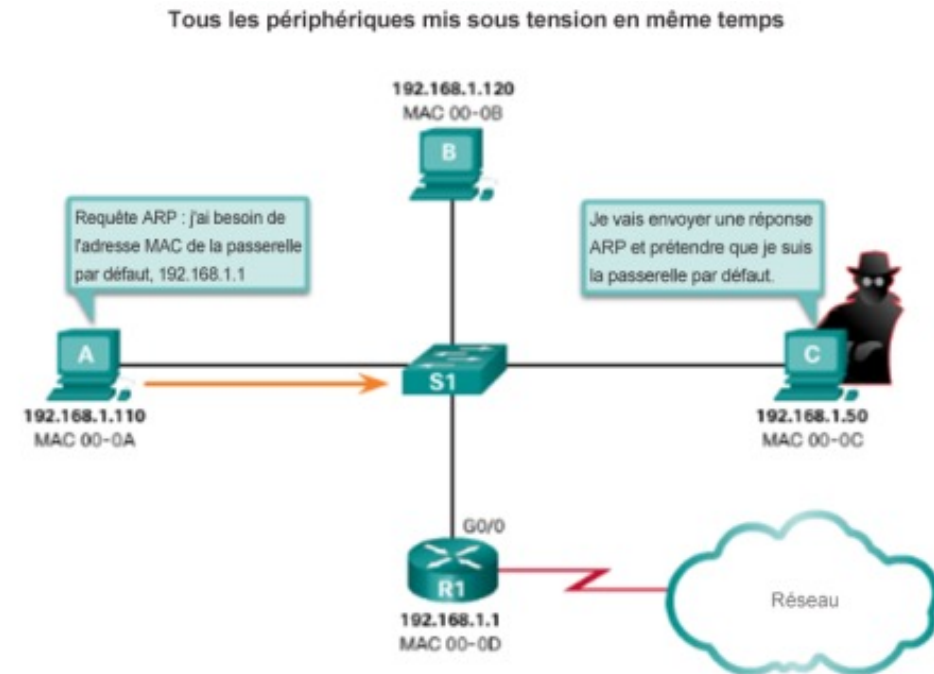 Tous les périphériques mis sous tension en même temps
192.168.1.120
MAC 00-0B
B
Requête ARP : j'ai besoin de
l'adresse MAC de la passerelle
par défaut, 192.168.1.1
Je vais envoyer une réponse
ARP et prétendre que je suis
la passerelle par défaut.
A
S1
C
192.168.1.110
MAC 00-0A
192.168.1.50
MAC 00-0C
G0/0
R1
192.168.1.1
MAC 00-0D
Réseau